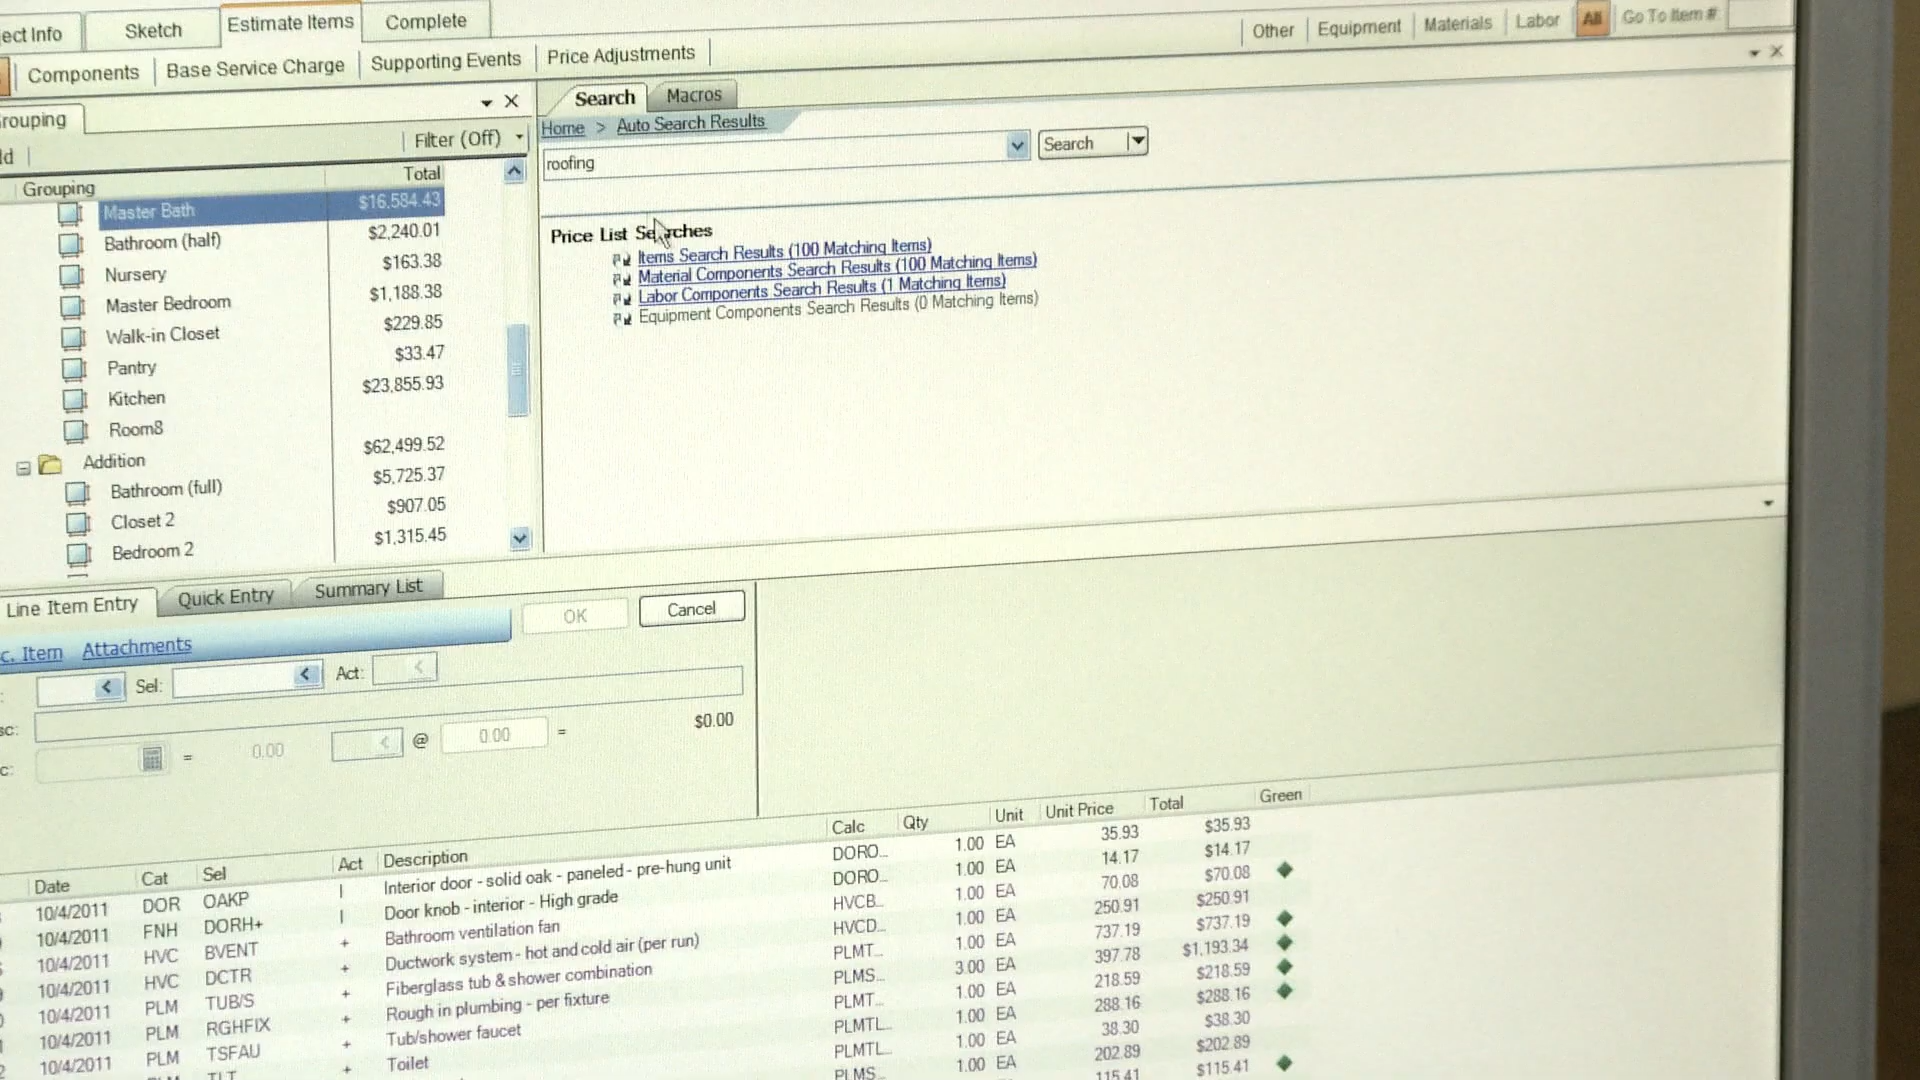 ect Info Sketch Estimate Items Complete
Other Equipment Materials Labor All Go To Item #:
Components Base Service Charge Supporting Events Price Adjustments
rouping
Filter (Off)
ld
Grouping Total
Master Bath $16,584.43
Bathroom (half) $2,240.01
Nursery $163.38
Master Bedroom $1,188.38
Walk-in Closet $229.85
Pantry $33.47
Kitchen $23,855.93
Room8
Addition $62,499.52
Bathroom (full) $5,725.37
Closet 2 $907.05
Bedroom 2 $1,315.45
Search Macros
Home > Auto Search Results
roofing Search
Price List Searches
Items Search Results (100 Matching Items)
Material Components Search Results (100 Matching Items)
Labor Components Search Results (1 Matching Items)
Equipment Components Search Results (0 Matching Items)
Line Item Entry Quick Entry Summary List
OK Cancel
c. Item Attachments
: Sel: Act:
sc:
c: = 0.00 @ 0.00 = $0.00
Date Cat Sel Act Description Calc Qty Unit Unit Price Total Green
10/4/2011 DOR OAKP I Interior door - solid oak - paneled - pre-hung unit DORO... 1.00 EA 35.93 $35.93
10/4/2011 FNH DORH+ I Door knob - interior - High grade DORO... 1.00 EA 14.17 $14.17
10/4/2011 HVC BVENT + Bathroom ventilation fan HVCB... 1.00 EA 70.08 $70.08
10/4/2011 HVC DCTR + Ductwork system - hot and cold air (per run) HVCD... 1.00 EA 250.91 $250.91
10/4/2011 PLM TUB/S + Fiberglass tub & shower combination PLMT... 1.00 EA 737.19 $737.19
10/4/2011 PLM RGHFIX + Rough in plumbing - per fixture PLMS... 3.00 EA 397.78 $1,193.34
10/4/2011 PLM TSFAU + Tub/shower faucet PLMT... 1.00 EA 218.59 $218.59
TLT + Toilet PLMTL... 1.00 EA 288.16 $288.16
PLMTL... 1.00 EA 38.30 $38.30
PLMS... 1.00 EA 202.89 $202.89
115.41 $115.41